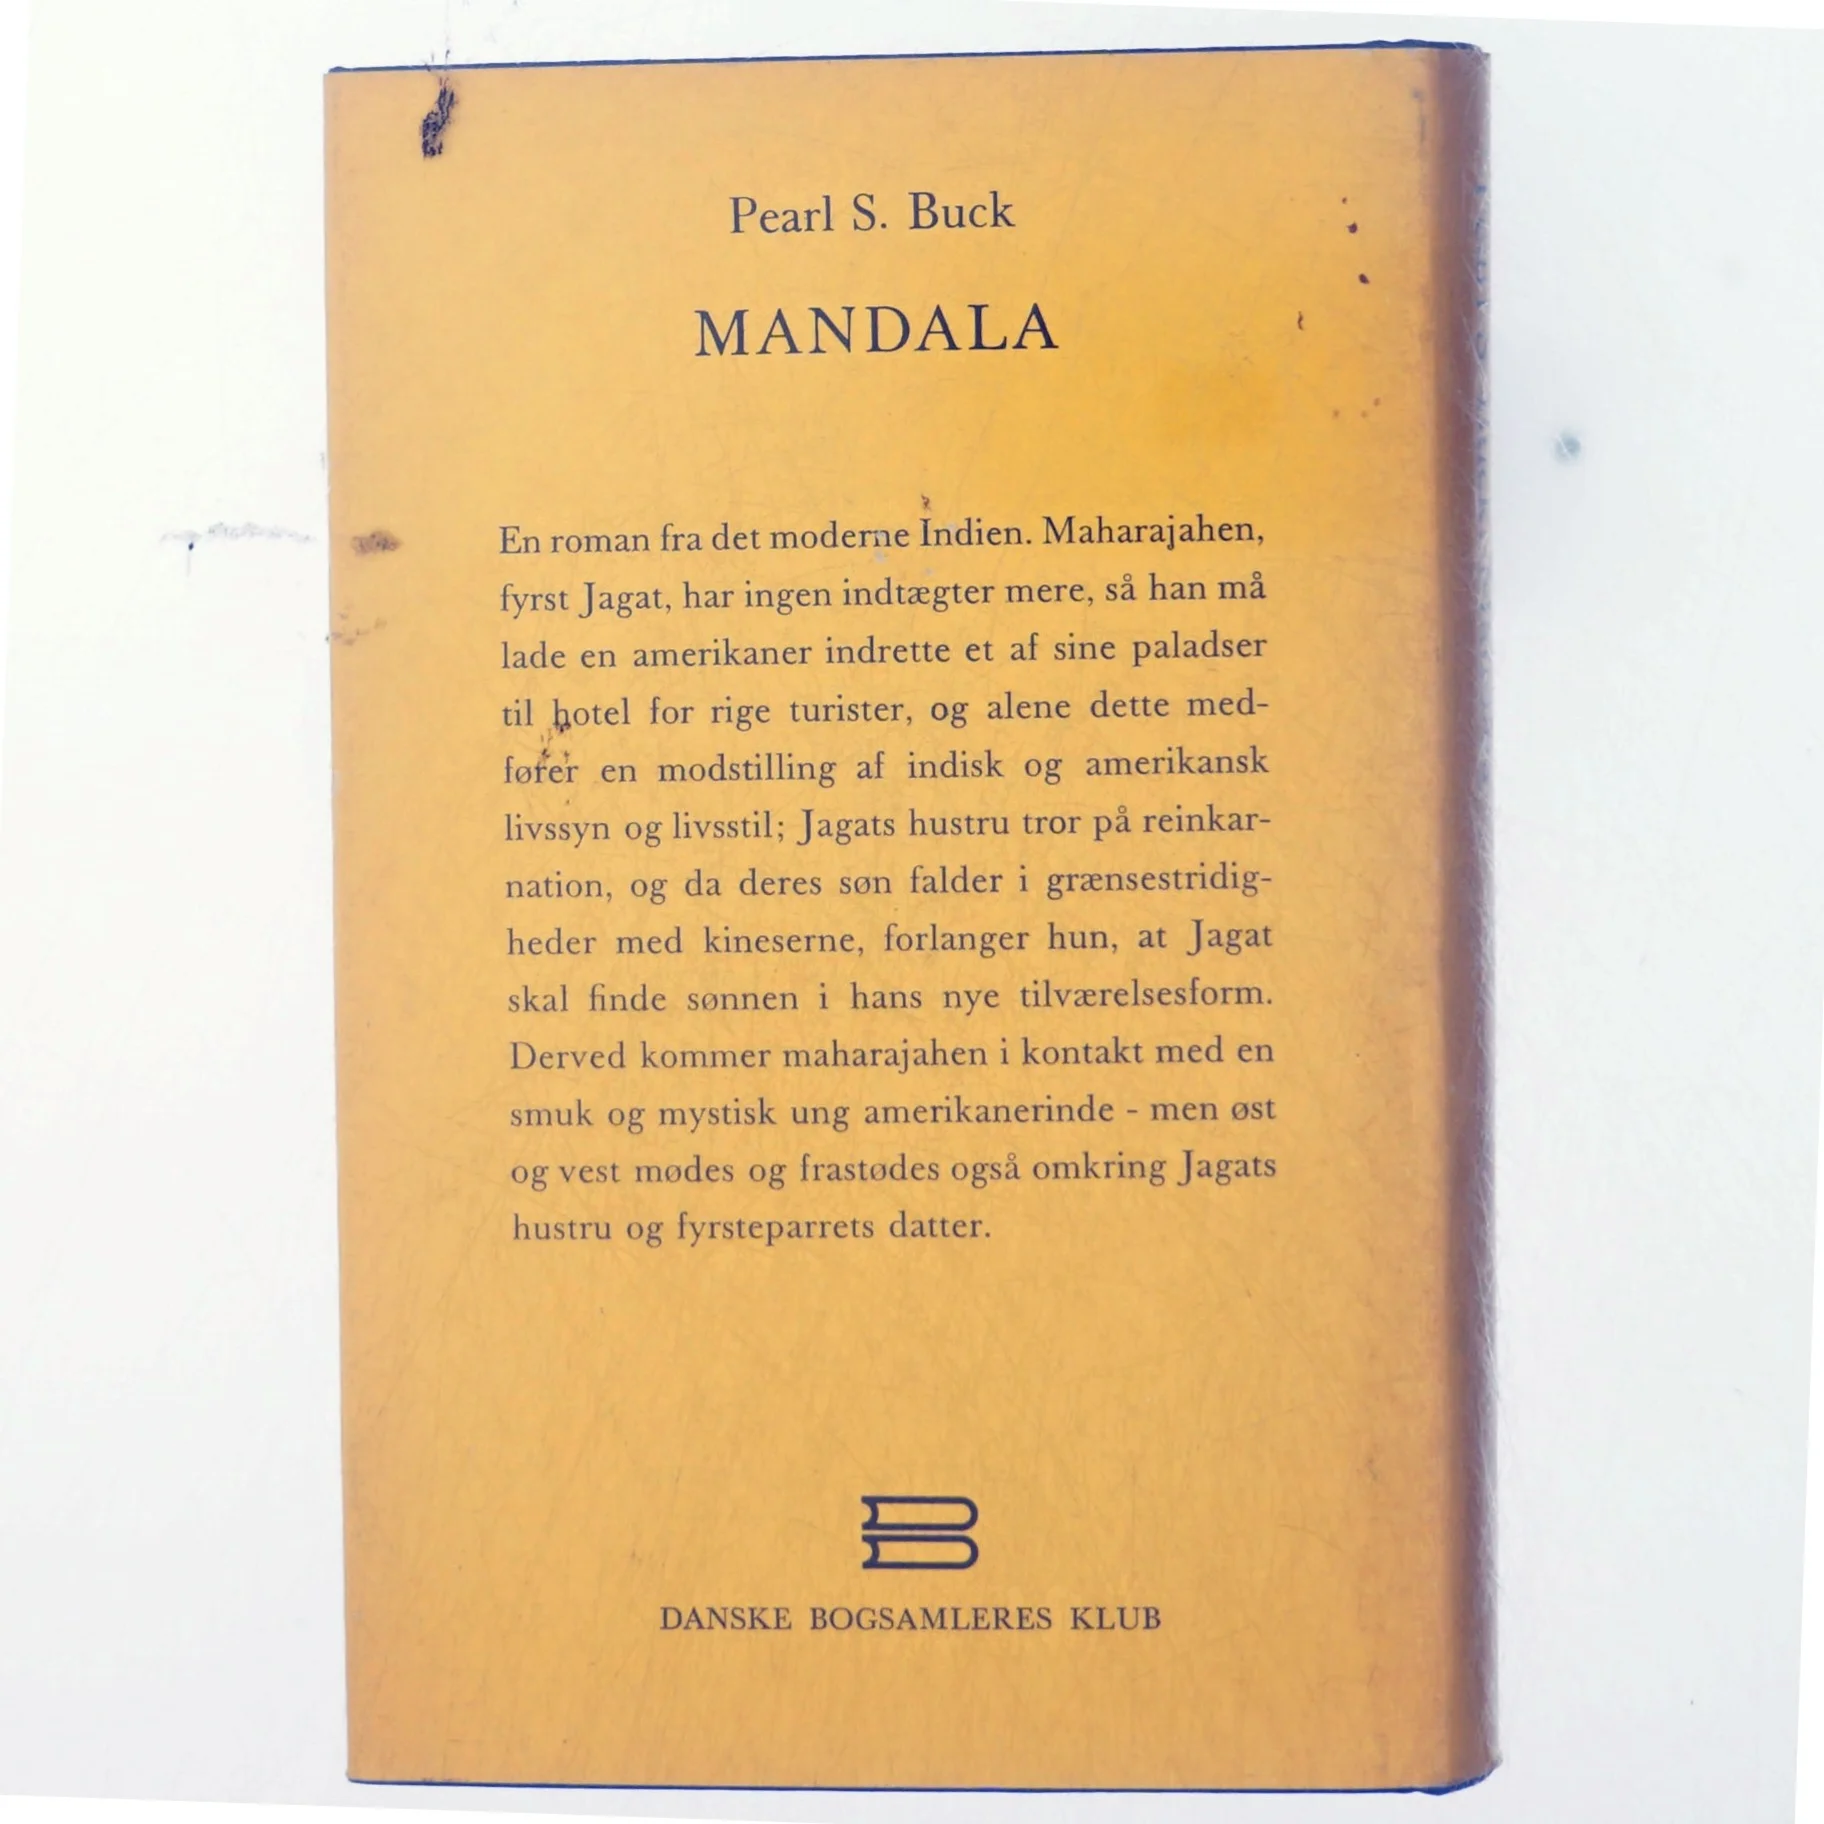 Pearl S. Buck
MANDALA
En roman fra det moderne Indien. Maharajahen,
fyrst Jagat, har ingen indtægter mere, så han må
lade en amerikaner indrette et af sine paladser
til hotel for rige turister, og alene dette med-
fører en modstilling af indisk og amerikansk
livssyn og livsstil; Jagats hustru tror på reinkar-
nation, og da deres søn falder i grænsestridig-
heder med kineserne, forlanger hun, at Jagat
skal finde sønnen i hans nye tilværelsesform.
Derved kommer maharajahen i kontakt med en
smuk og mystisk ung amerikanerinde - men øst
og vest mødes og frastødes også omkring Jagats
hustru og fyrsteparrets datter.
DANSKE BOGSAMLERES KLUB